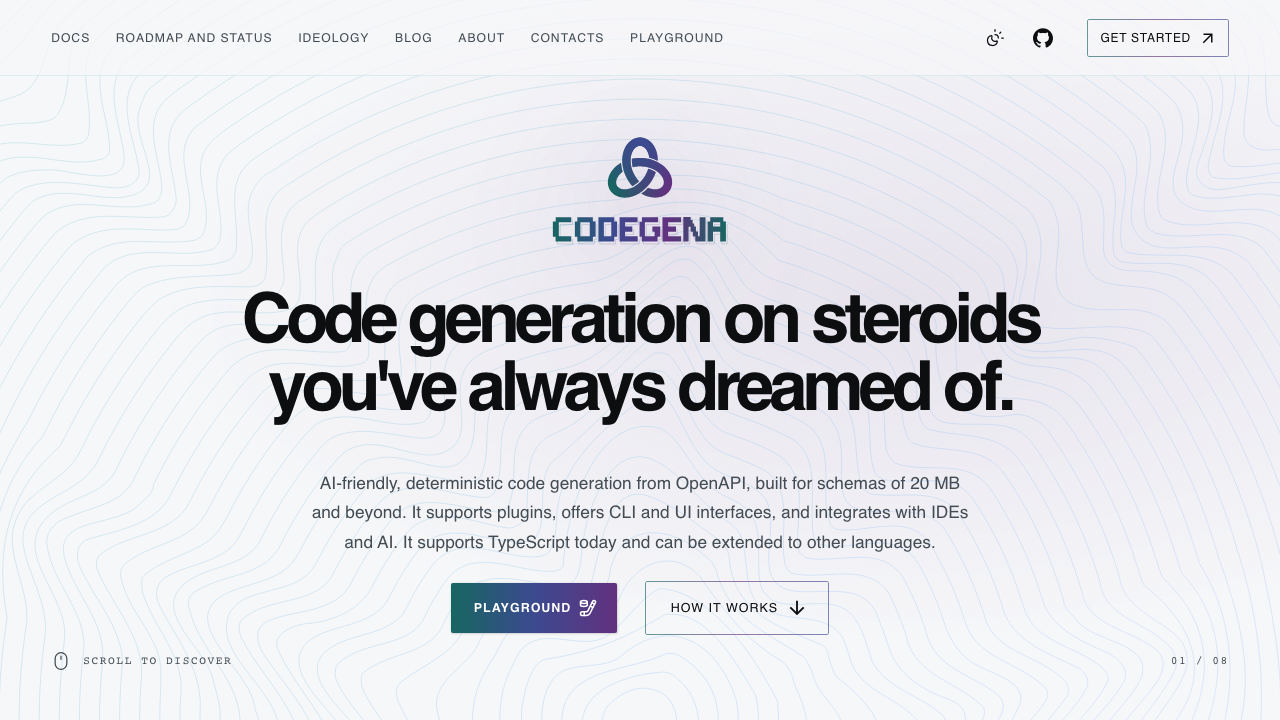 DOCS ROADMAP AND STATUS IDEOLOGY BLOG ABOUT CONTACTS PLAYGROUND GET STARTED
CODEGENA
Code generation on steroids
you've always dreamed of.
AI-friendly, deterministic code generation from OpenAPI, built for schemas of 20 MB
and beyond. It supports plugins, offers CLI and UI interfaces, and integrates with IDEs
and AI. It supports TypeScript today and can be extended to other languages.
PLAYGROUND HOW IT WORKS
SCROLL TO DISCOVER 01 / 08